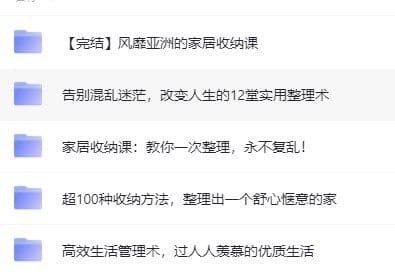 【完结】风靡亚洲的家居收纳课
告别混乱迷茫，改变人生的12堂实用整理术
家居收纳课：教你一次整理，永不复乱！
超100种收纳方法，整理出一个舒心惬意的家
高效生活管理术，过人人羡慕的优质生活